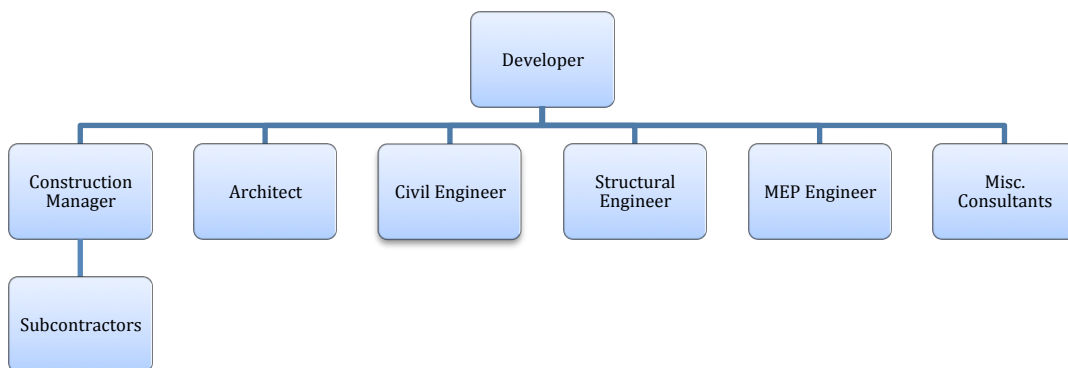 Developer
Construction
Manager
Architect
Civil Engineer
Structural
Engineer
MEP Engineer
Misc.
Consultants
Subcontractors